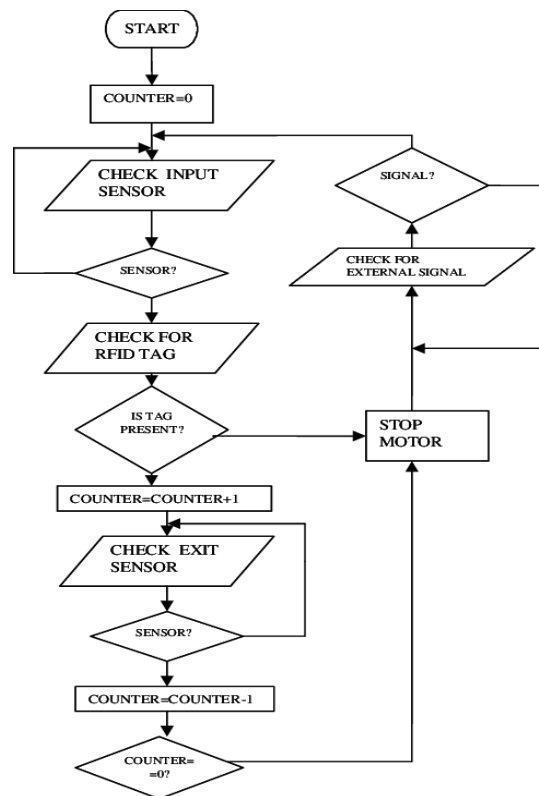 START
COUNTER=0
CHECK INPUT
SENSOR
SENSOR?
CHECK FOR
RFID TAG
IS TAG
PRESENT?
COUNTER=COUNTER+1
CHECK EXIT
SENSOR
SENSOR?
COUNTER=COUNTER-1
COUNTER=
=0?
STOP
MOTOR
CHECK FOR
EXTERNAL SIGNAL
SIGNAL?